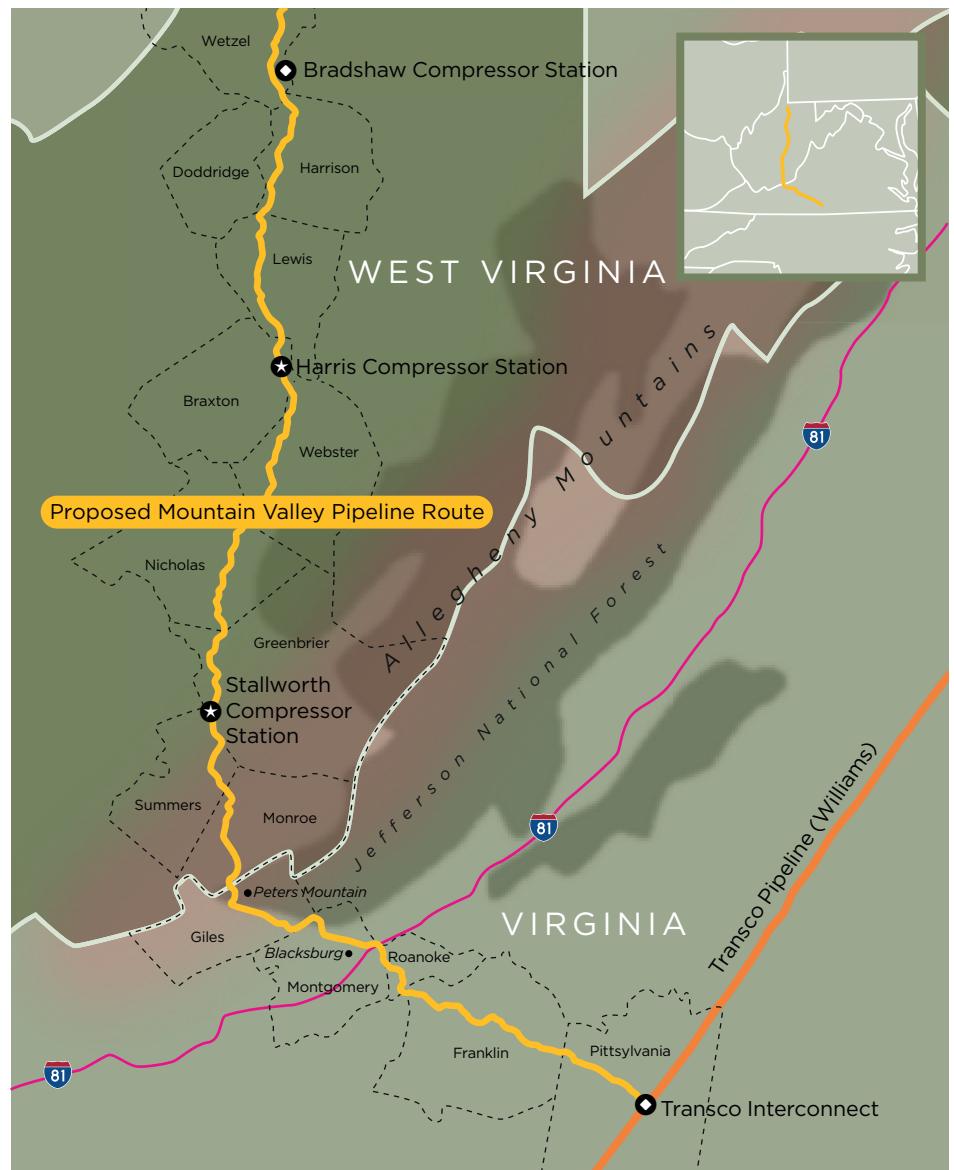 Wetzel
Bradshaw Compressor Station
Doddridge
Harrison
Lewis
WEST VIRGINIA
Harris Compressor Station
Braxton
Webster
81
Proposed Mountain Valley Pipeline Route
Allegheny Mountains
Nicholas
Jefferson National Forest
Greenbrier
Stallworth
Compressor
Station
Summers
Monroe
81
Transco Pipeline (Williams)
Peters Mountain
VIRGINIA
Giles
Blacksburg
Roanoke
Montgomery
Franklin
Pittsylvania
81
Transco Interconnect